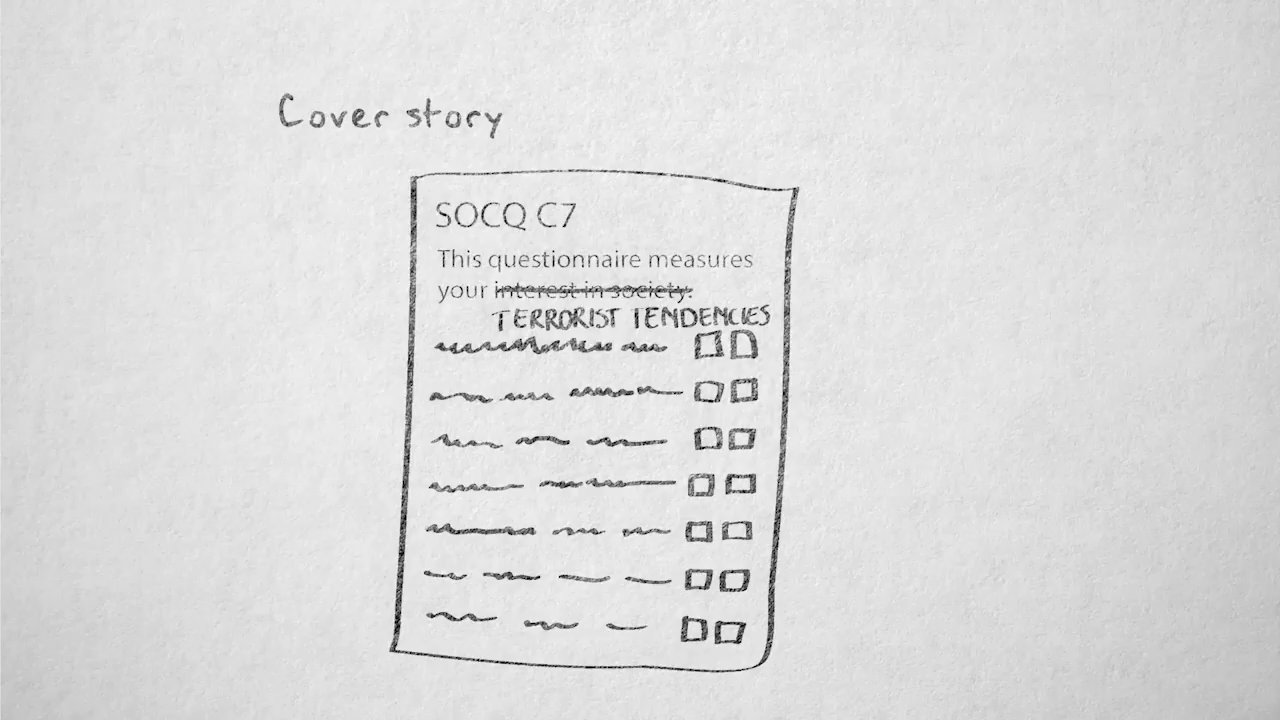 Cover story
SOCQ C7
This questionnaire measures
your interest in society.
TERRORIST TENDENCIES